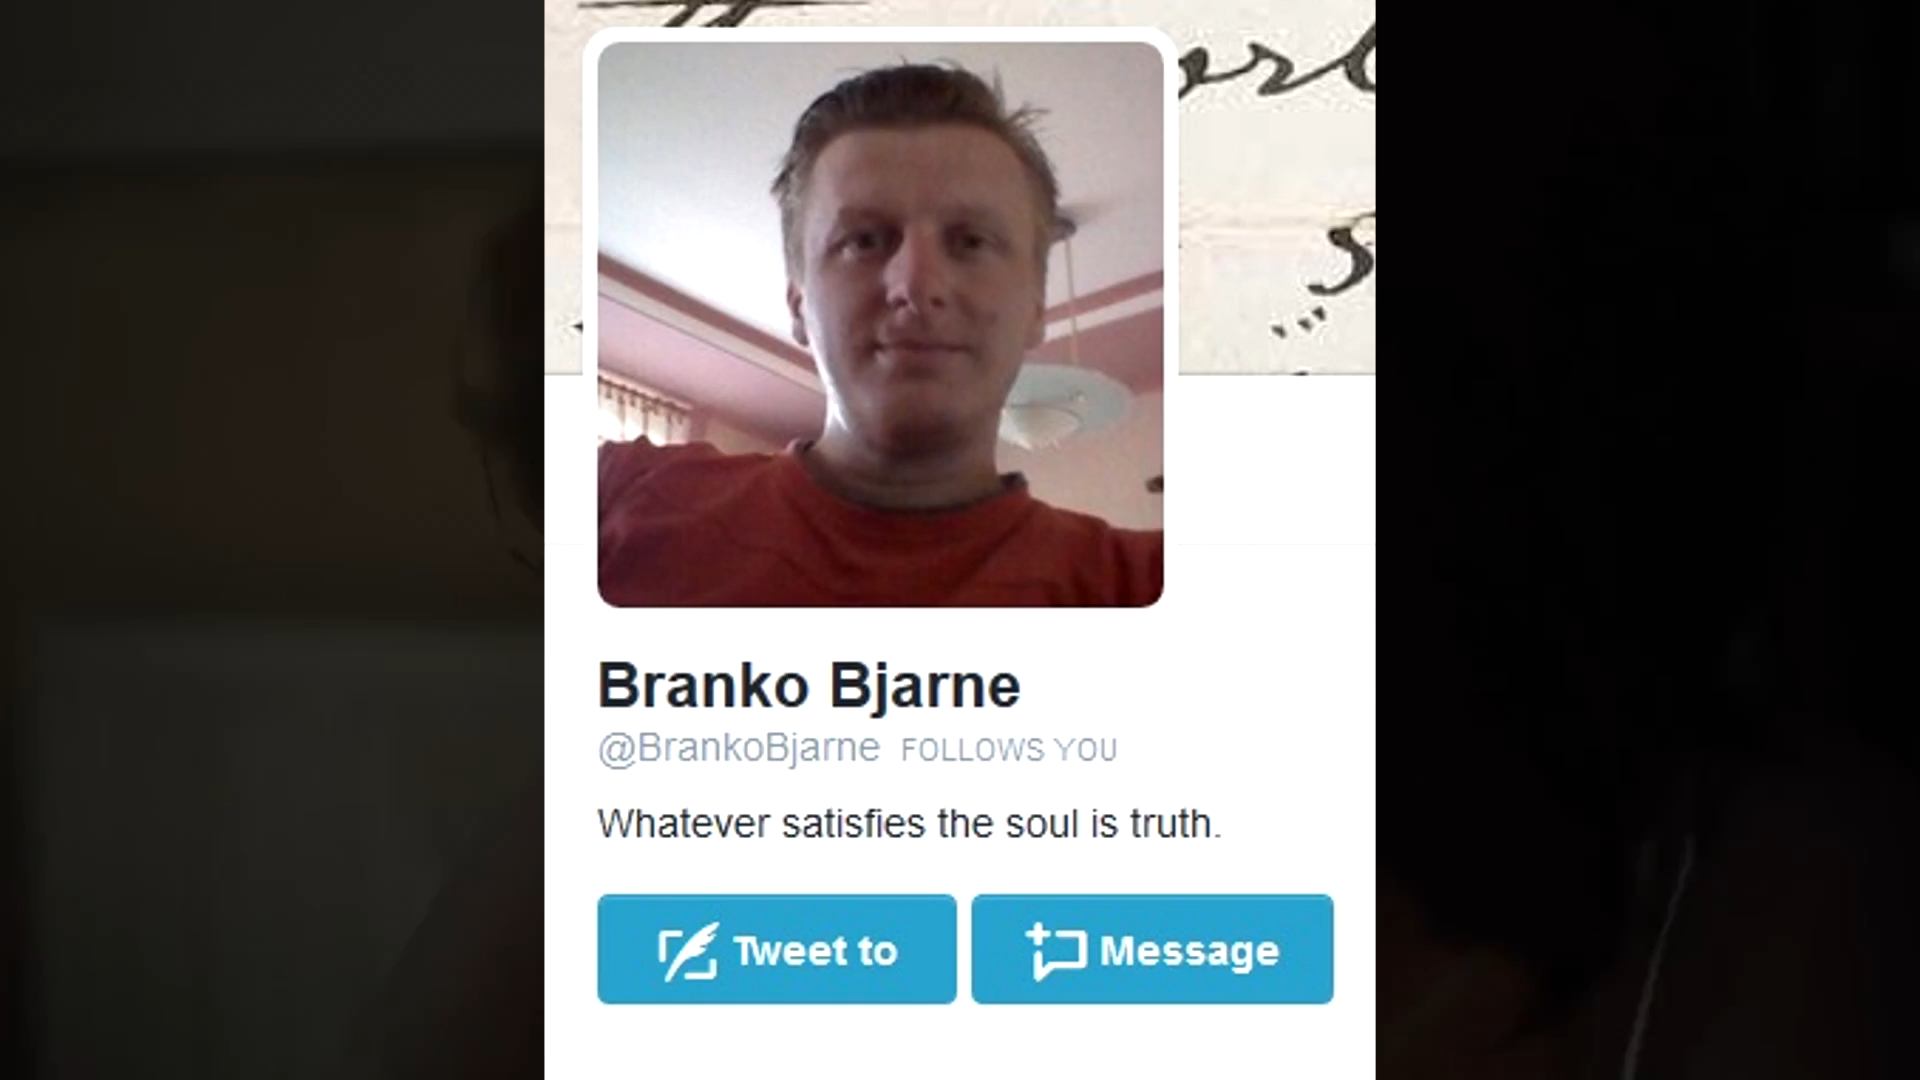 Branko Bjarne
@BrankoBjarne FOLLOWS YOU
Whatever satisfies the soul is truth.
Tweet to
Message